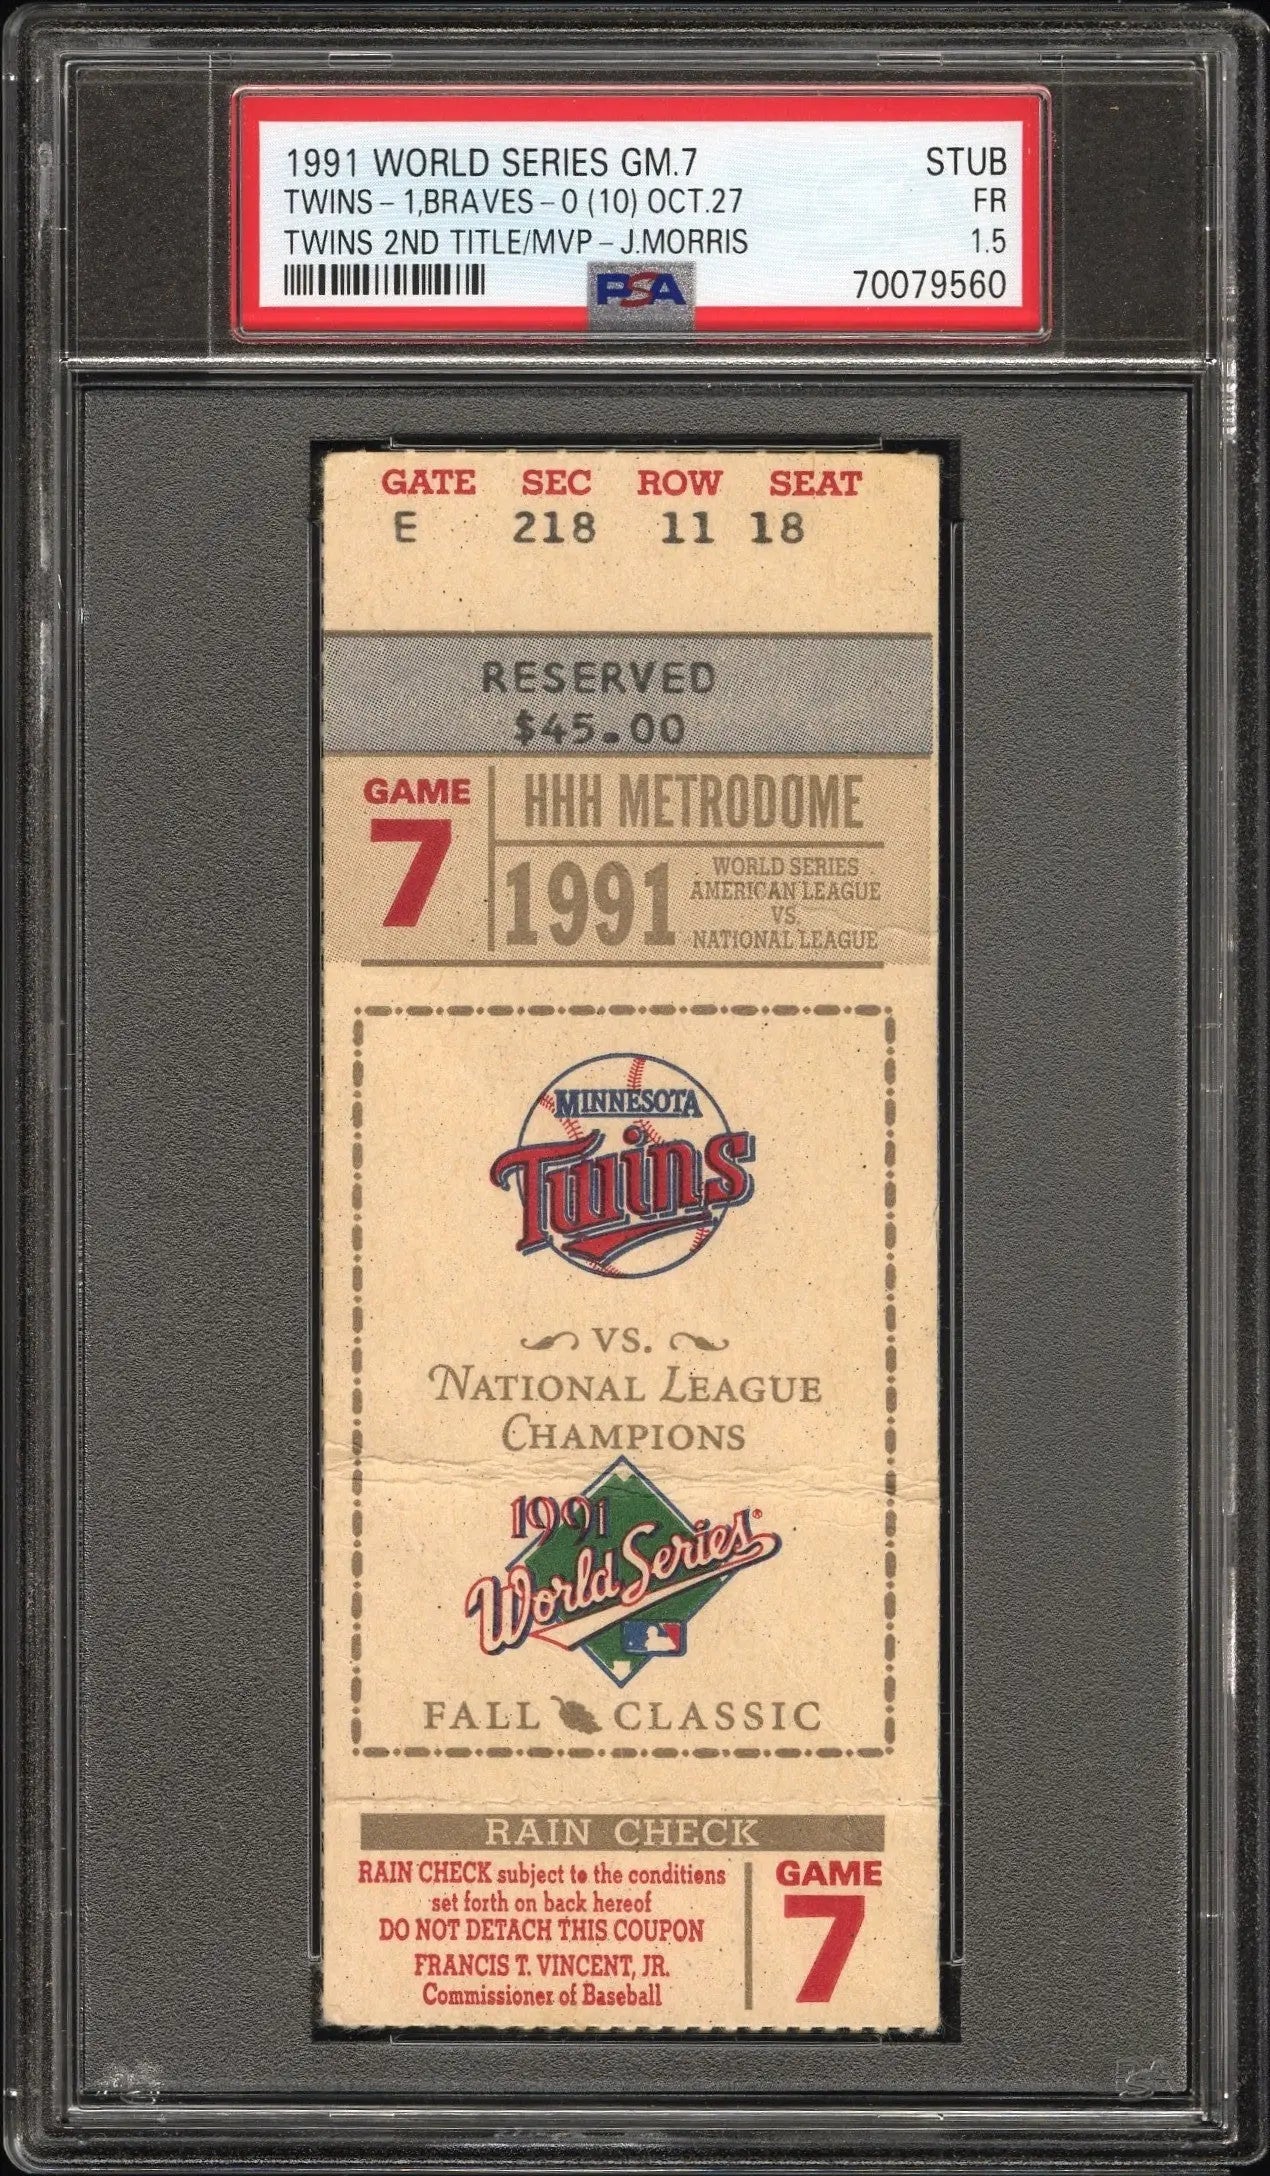 1991 WORLD SERIES GM.7 STUB
TWINS - 1,BRAVES - 0 (10) OCT.27 FR
TWINS 2ND TITLE/MVP - J.MORRIS 1.5
PSA 70079560
GATE SEC ROW SEAT
E 218 11 18
RESERVED
$45.00
GAME
7
HHH METRODOME
1991
WORLD SERIES
AMERICAN LEAGUE
VS.
NATIONAL LEAGUE
MINNESOTA
Twins
VS.
NATIONAL LEAGUE
CHAMPIONS
1991
World Series
FALL CLASSIC
RAIN CHECK
RAIN CHECK subject to the conditions
set forth on back hereof
DO NOT DETACH THIS COUPON
FRANCIS T. VINCENT, JR.
Commissioner of Baseball
GAME
7
PSA